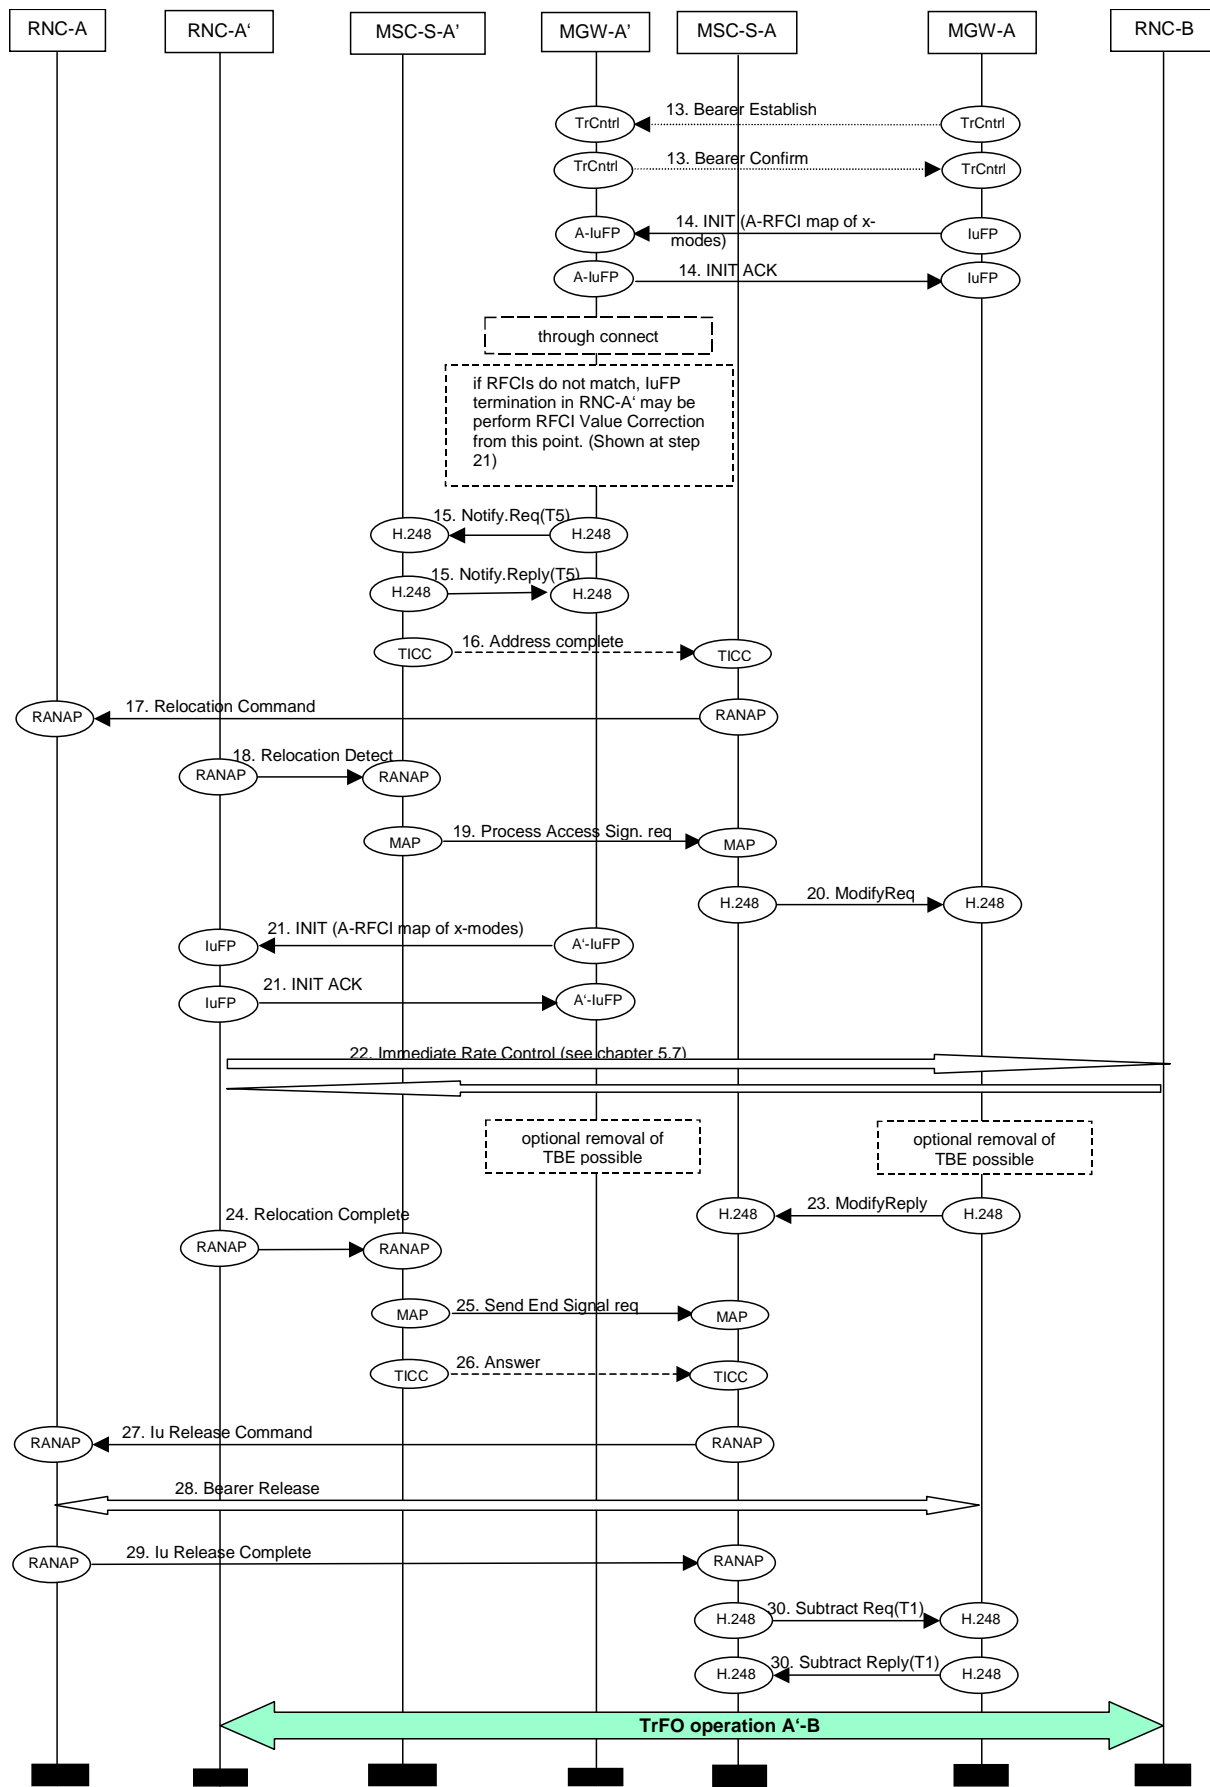 RNC-A
RNC-A‘
MSC-S-A’
MGW-A’
MSC-S-A
MGW-A
RNC-B
13. Bearer Establish
TrCntrl
TrCntrl
13. Bearer Confirm
TrCntrl
TrCntrl
14. INIT (A-RFCI map of x-
modes)
A-IuFP
IuFP
14. INIT ACK
A-IuFP
IuFP
through connect
if RFCIs do not match, IuFP
termination in RNC-A‘ may be
perform RFCI Value Correction
from this point. (Shown at step
21)
15. Notify.Req(T5)
H.248
H.248
15. Notify.Reply(T5)
H.248
H.248
16. Address complete
TICC
TICC
17. Relocation Command
RANAP
RANAP
18. Relocation Detect
RANAP
RANAP
19. Process Access Sign. req
MAP
MAP
20. ModifyReq
H.248
H.248
21. INIT (A-RFCI map of x-modes)
IuFP
A‘-IuFP
21. INIT ACK
IuFP
A‘-IuFP
22. Immediate Rate Control (see chapter 5.7)
optional removal of
TBE possible
optional removal of
TBE possible
23. ModifyReply
H.248
H.248
24. Relocation Complete
RANAP
RANAP
25. Send End Signal req
MAP
MAP
26. Answer
TICC
TICC
27. Iu Release Command
RANAP
RANAP
28. Bearer Release
29. Iu Release Complete
RANAP
RANAP
30. Subtract Req(T1)
H.248
H.248
30. Subtract Reply(T1)
H.248
H.248
TrFO operation A‘-B